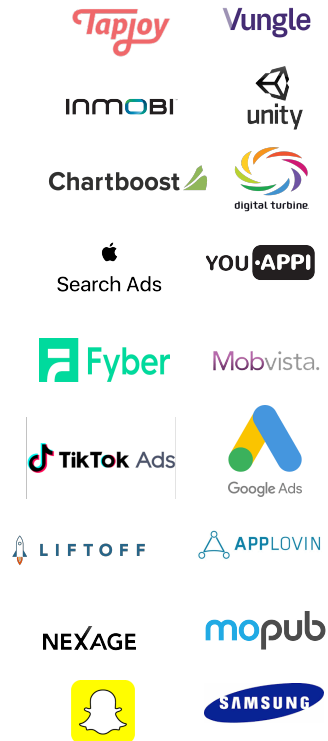 Tapjoy
Vungle
INMOBI
unity
Chartboost
digital turbine
Search Ads
YOU APPI
Fyber
Mobvista.
TikTok Ads
Google Ads
LIFTOFF
APPLOVIN
NEXAGE
mopub
SAMSUNG